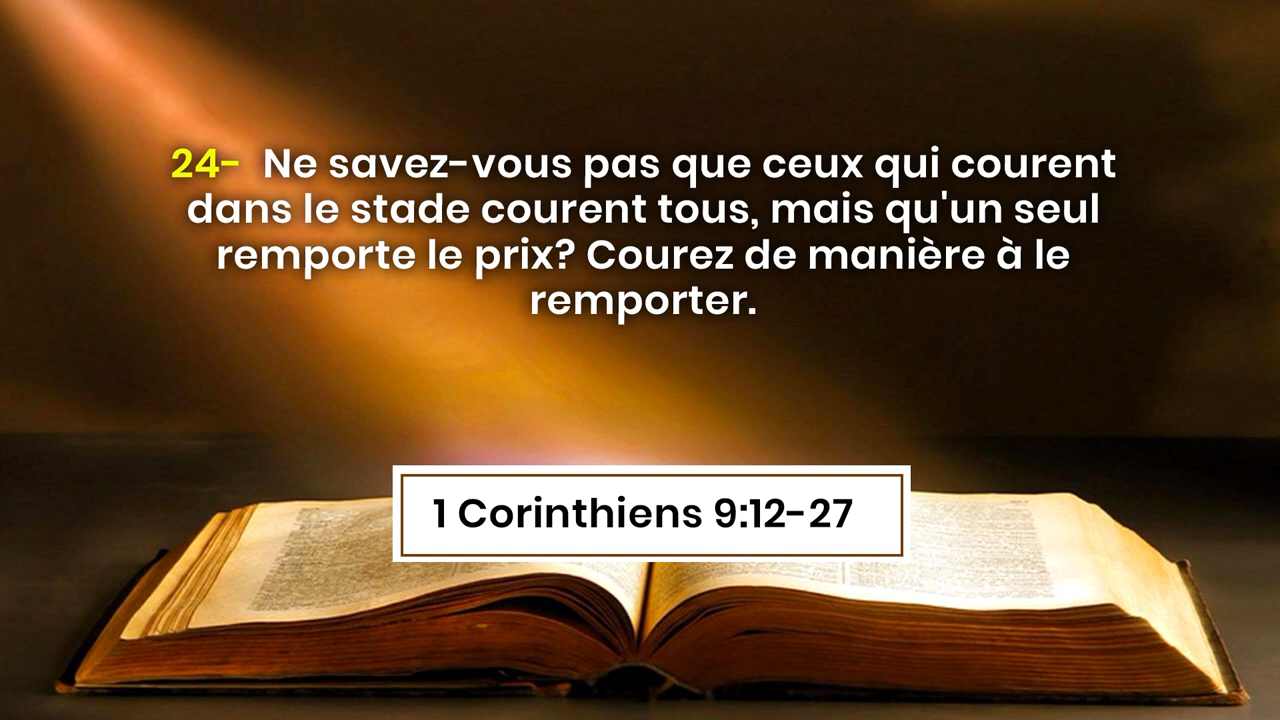 24- Ne savez-vous pas que ceux qui courent
dans le stade courent tous, mais qu'un seul
remporte le prix? Courez de manière à le
remporter.
1 Corinthiens 9:12-27